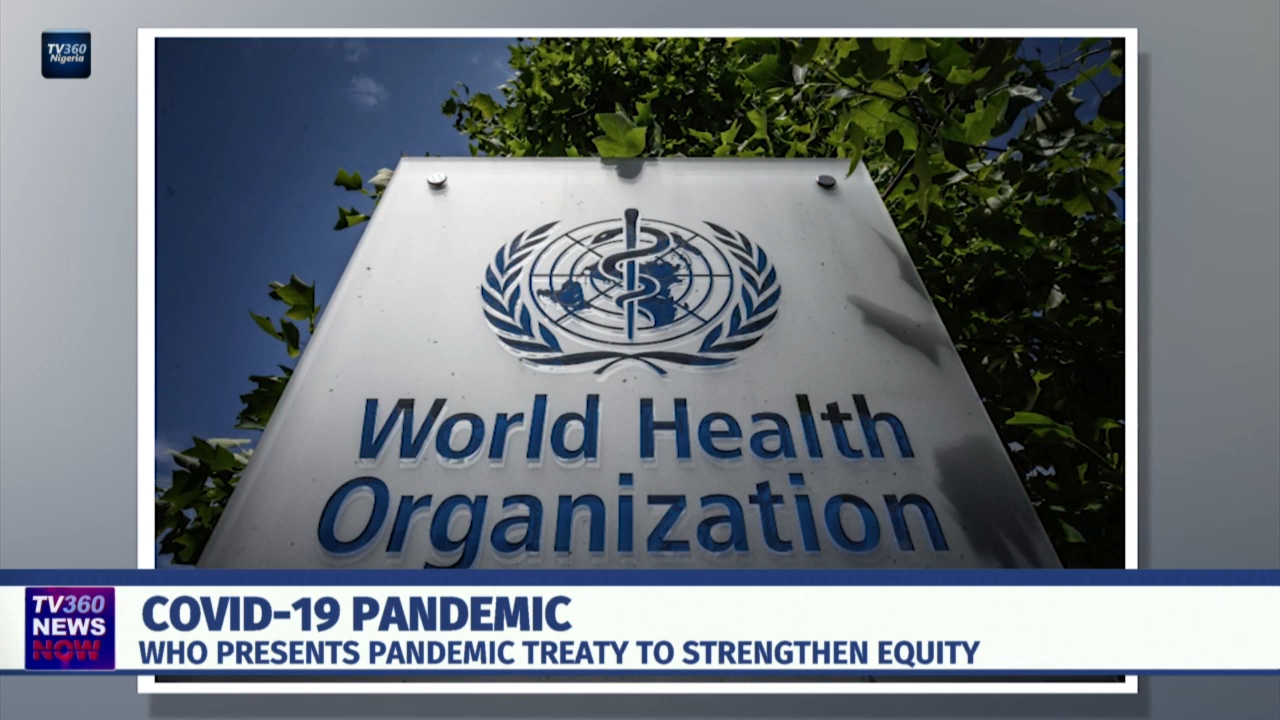 TV360
Nigeria
World Health
Organization
TV360
NEWS
NOW
COVID-19 PANDEMIC
WHO PRESENTS PANDEMIC TREATY TO STRENGTHEN EQUITY